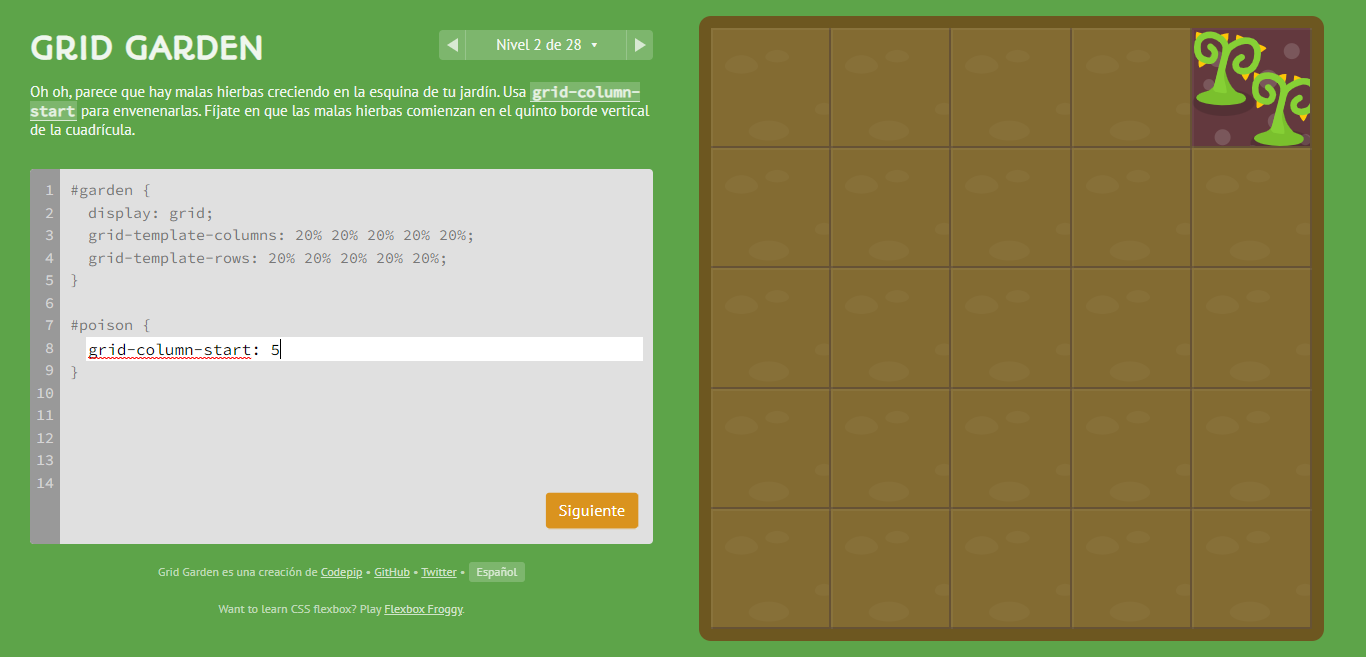 GRID GARDEN
◀ Nivel 2 de 28 ▾ ▶
Oh oh, parece que hay malas hierbas creciendo en la esquina de tu jardín. Usa grid-column-
start para envenenarlas. Fíjate en que las malas hierbas comienzan en el quinto borde vertical
de la cuadrícula.
1 #garden {
2 display: grid;
3 grid-template-columns: 20% 20% 20% 20% 20%;
4 grid-template-rows: 20% 20% 20% 20% 20%;
5 }
6
7 #poison {
8 grid-column-start: 5
9 }
10
11
12
13
14
Siguiente
Grid Garden es una creación de Codepip • GitHub • Twitter • Español
Want to learn CSS flexbox? Play Flexbox Froggy.